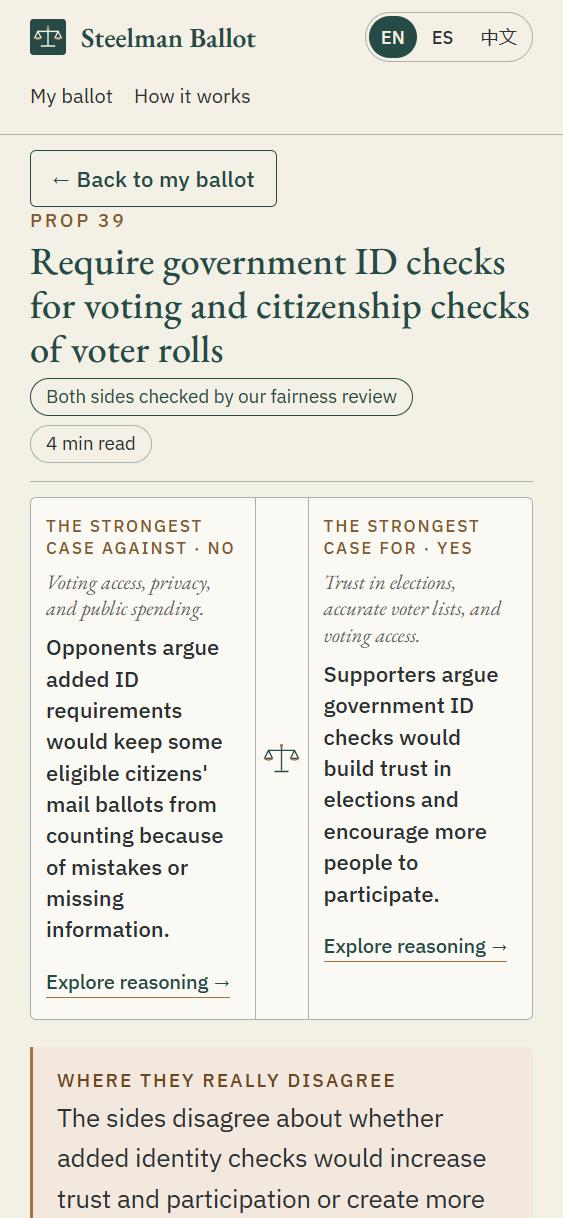 Steelman Ballot
EN ES 中文
My ballot How it works
← Back to my ballot
PROP 39
Require government ID checks
for voting and citizenship checks
of voter rolls
Both sides checked by our fairness review
4 min read
THE STRONGEST
CASE AGAINST · NO
Voting access, privacy,
and public spending.
Opponents argue
added ID
requirements
would keep some
eligible citizens'
mail ballots from
counting because
of mistakes or
missing
information.
Explore reasoning →
THE STRONGEST
CASE FOR · YES
Trust in elections,
accurate voter lists, and
voting access.
Supporters argue
government ID
checks would
build trust in
elections and
encourage more
people to
participate.
Explore reasoning →
WHERE THEY REALLY DISAGREE
The sides disagree about whether
added identity checks would increase
trust and participation or create more